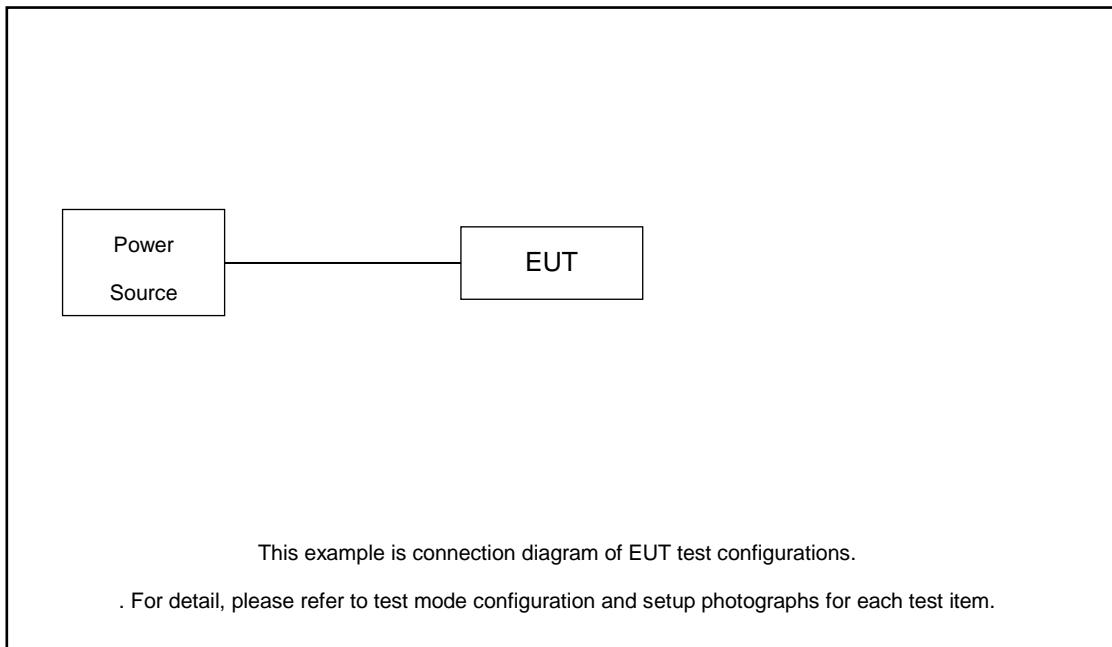 Power
Source
EUT
This example is connection diagram of EUT test configurations.
. For detail, please refer to test mode configuration and setup photographs for each test item.